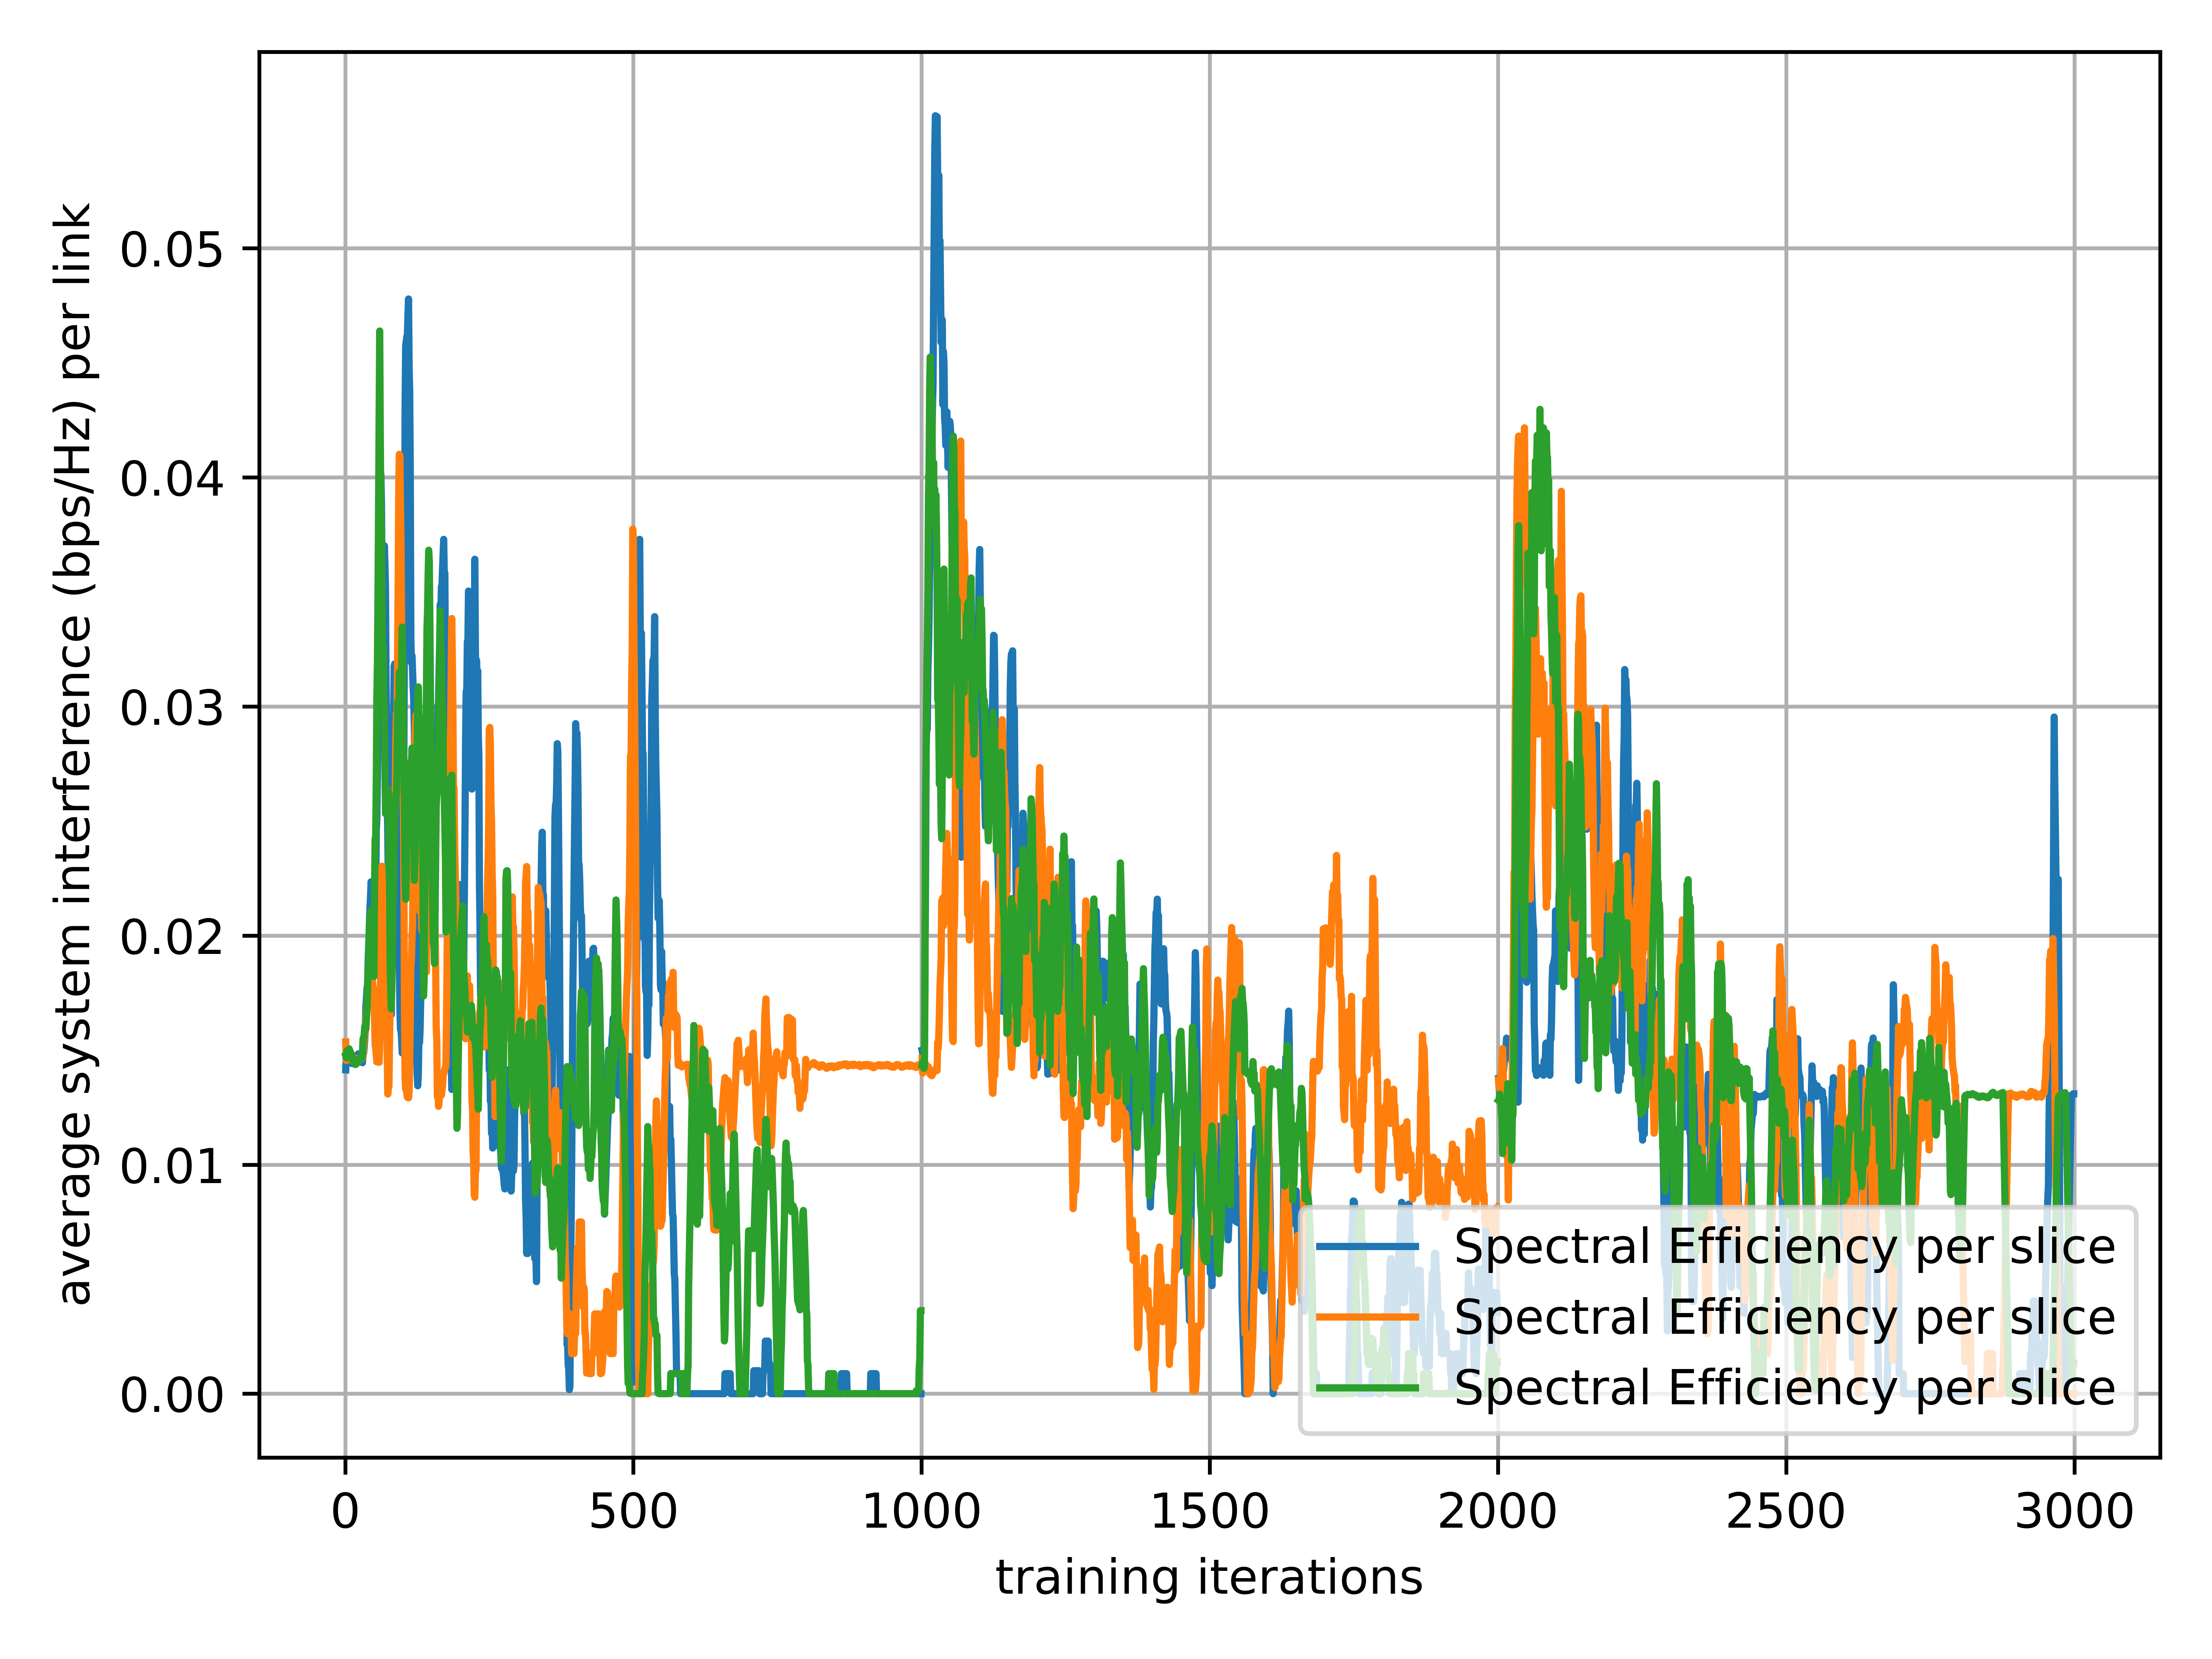 average system interference (bps/Hz) per link
0.05
0.04
0.03
0.02
0.01
0.00
Spectral Efficiency per slice
Spectral Efficiency per slice
Spectral Efficiency per slice
0 500 1000 1500 2000 2500 3000
training iterations